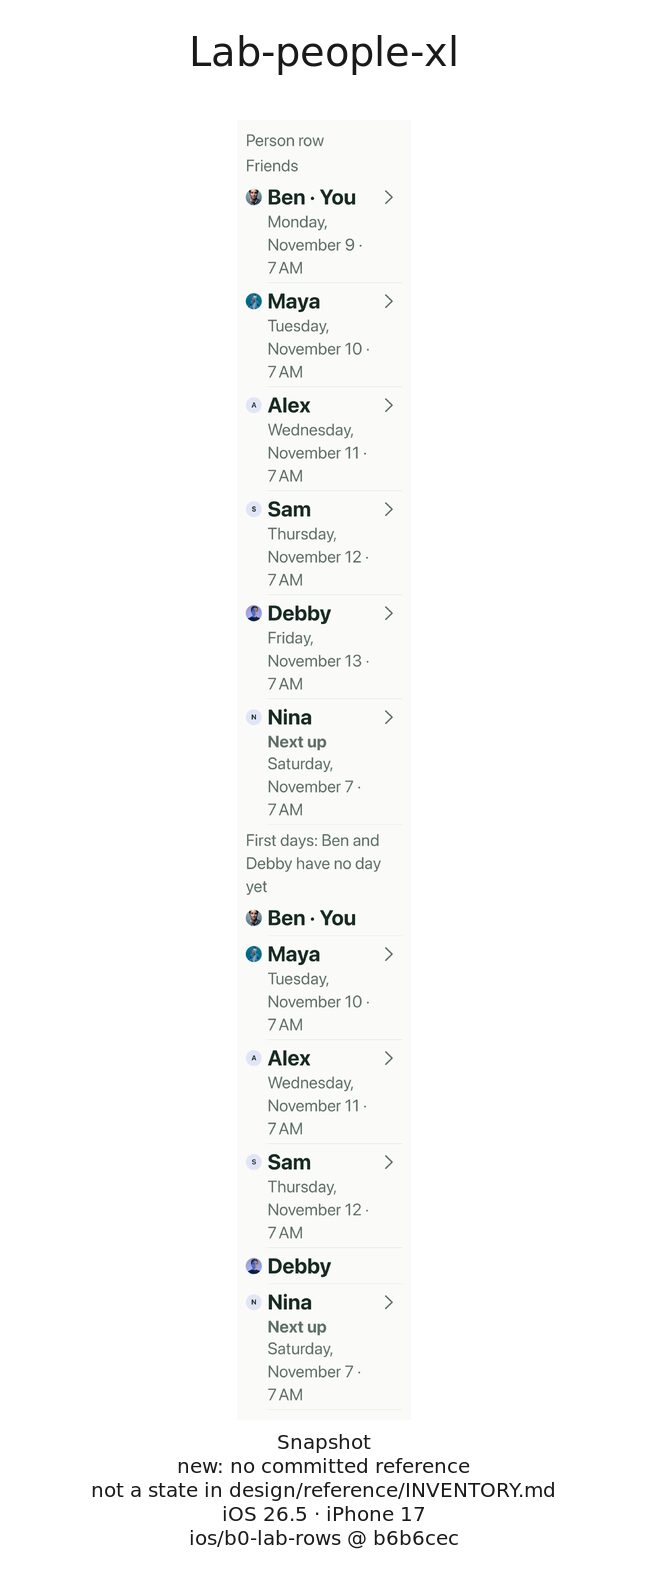 Lab-people-xl
Person row
Friends
Ben · You
Monday,
November 9 ·
7 AM
Maya
Tuesday,
November 10 ·
7 AM
A Alex
Wednesday,
November 11 ·
7 AM
S Sam
Thursday,
November 12 ·
7 AM
Debby
Friday,
November 13 ·
7 AM
N Nina
Next up
Saturday,
November 7 ·
7 AM
First days: Ben and
Debby have no day
yet
Ben · You
Maya
Tuesday,
November 10 ·
7 AM
A Alex
Wednesday,
November 11 ·
7 AM
S Sam
Thursday,
November 12 ·
7 AM
Debby
N Nina
Next up
Saturday,
November 7 ·
7 AM
Snapshot
new: no committed reference
not a state in design/reference/INVENTORY.md
iOS 26.5 · iPhone 17
ios/b0-lab-rows @ b6b6cec